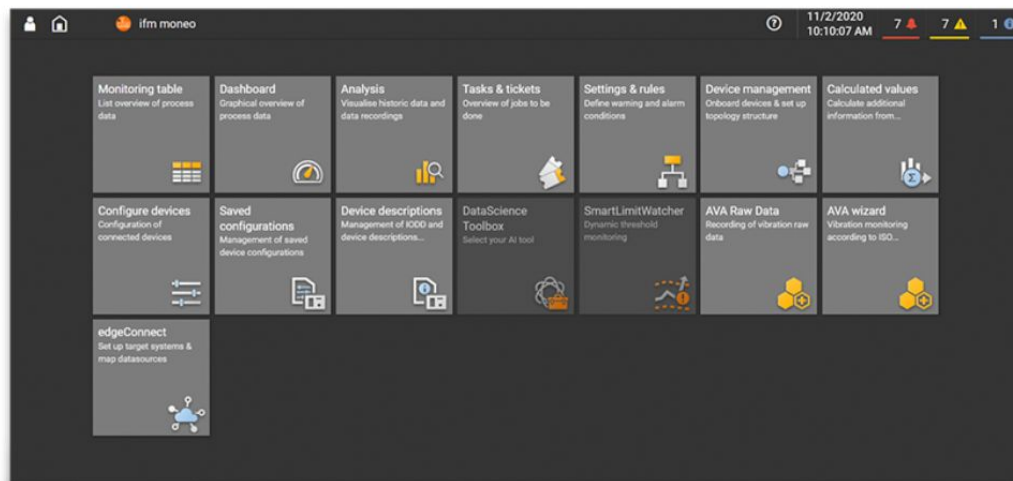 ifm moneo
11/2/2020
10:10:07 AM
7
7
1
Monitoring table
List overview of process
data
Dashboard
Graphical overview of
process data
Analysis
Visualise historic data and
data recordings
Tasks & tickets
Overview of jobs to be
done
Settings & rules
Define warning and alarm
conditions
Device management
Onboard devices & set up
topology structure
Calculated values
Calculate additional
information from...
Configure devices
Configuration of
connected devices
Saved
configurations
Management of saved
device configurations
Device descriptions
Management of IODD and
device descriptions...
DataScience
Toolbox
Select your AI tool
SmartLimitWatcher
Dynamic threshold
monitoring
AVA Raw Data
Recording of vibration raw
data
AVA wizard
Vibration monitoring
according to ISO...
edgeConnect
Set up target systems &
map datasources